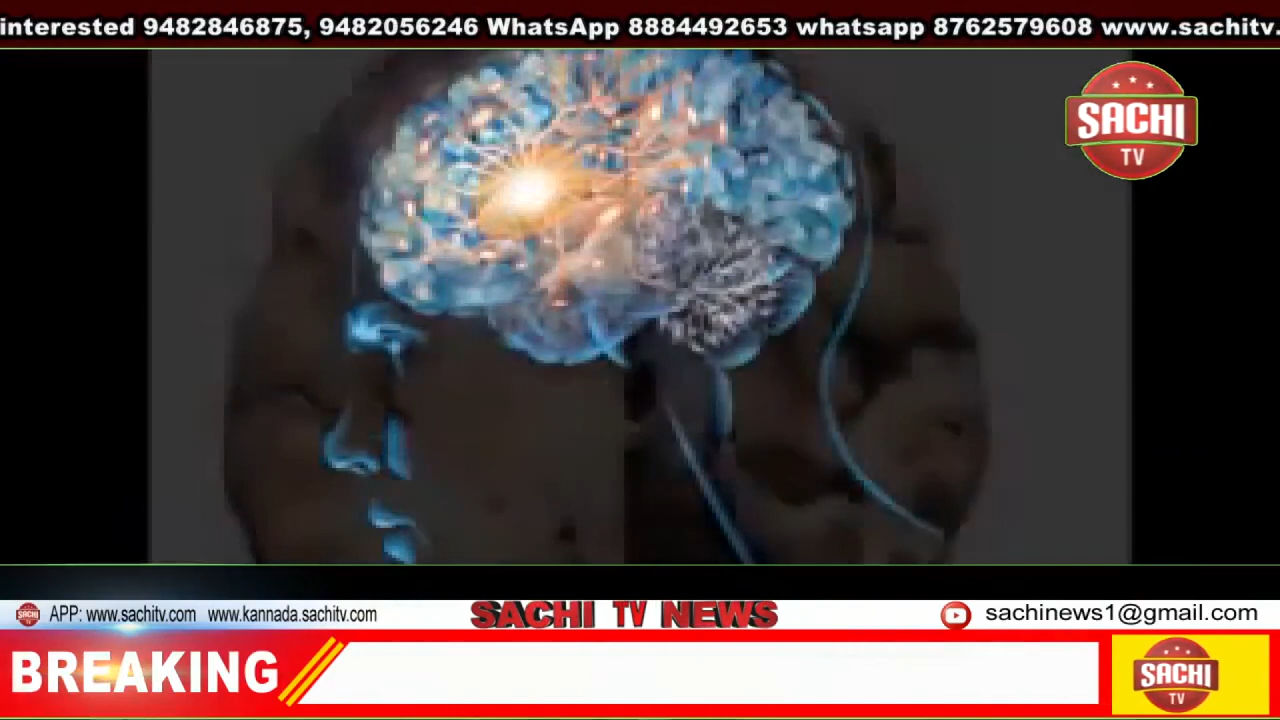 interested 9482846875, 9482056246 WhatsApp 8884492653 whatsapp 8762579608 www.sachitv.
SACHI
TV
APP: www.sachitv.com www.kannada.sachitv.com
SACHI TV NEWS
sachinews1@gmail.com
BREAKING
SACHI
TV